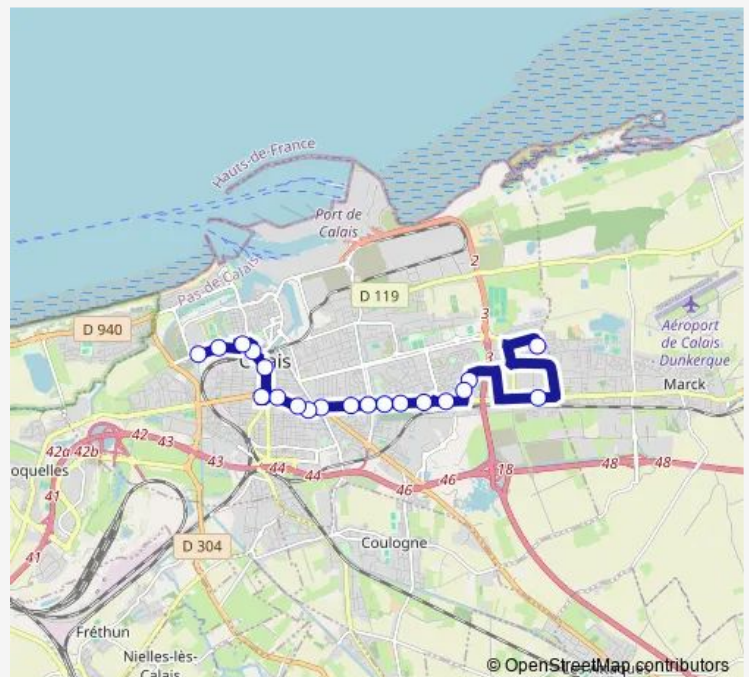 Hauts-de-France
Port de
Calais
Pas-de-Calais
2
D 119
3
D 940
3
Aéroport
de Calais
- Dunkerque
Marck
42a 42b
42
43
oquelles
43
44
44
46
46
18
48
48
41
41
D 304
Coulogne
Fréthun
Nielles-lès-
Calais
© OpenStreetMap contributors